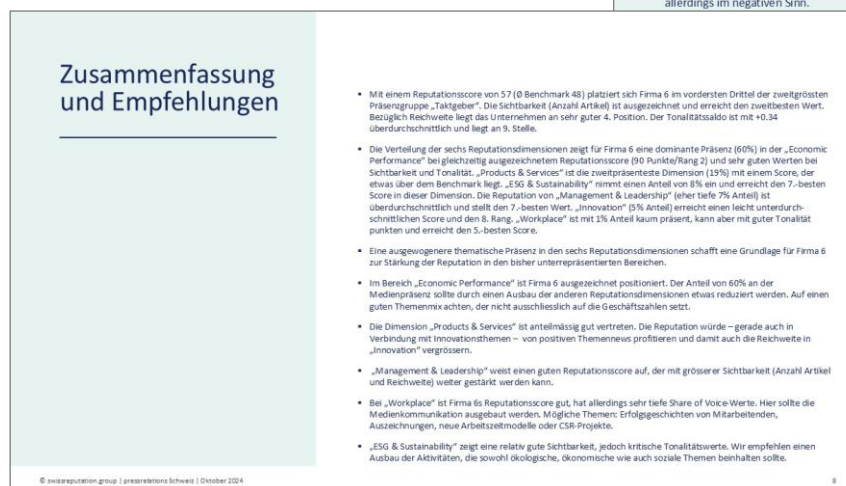 allerdings im negativen Sinn.
Zusammenfassung
und Empfehlungen
▪ Mit einem Reputationsscore von 57 (Ø Benchmark 48) platziert sich Firma 6 im vordersten Drittel der zweitgrössten
Präsenzgruppe „Taktgeber“. Die Sichtbarkeit (Anzahl Artikel) ist ausgezeichnet und erreicht den zweitbesten Wert.
Bezüglich Reichweite liegt das Unternehmen an sehr guter 4. Position. Der Tonalitätssaldo ist mit +0.34
überdurchschnittlich und liegt an 9. Stelle.
▪ Die Verteilung der sechs Reputationsdimensionen zeigt für Firma 6 eine dominante Präsenz (60%) in der „Economic
Performance“ bei gleichzeitig ausgezeichnetem Reputationsscore (90 Punkte/Rang 2) und sehr guten Werten bei
Sichtbarkeit und Tonalität. „Products & Services“ ist die zweitpräsenteste Dimension (19%) mit einem Score, der
etwas über dem Benchmark liegt. „ESG & Sustainability“ nimmt einen Anteil von 8% ein und erreicht den 7.-besten
Score in dieser Dimension. Die Reputation von „Management & Leadership“ (eher tiefe 7% Anteil) ist
überdurchschnittlich und stellt den 7.-besten Wert. „Innovation“ (5% Anteil) erreicht einen leicht unterdurch-
schnittlichen Score und den 8. Rang. „Workplace“ ist mit 1% Anteil kaum präsent, kann aber mit guter Tonalität
punkten und erreicht den 5.-besten Score.
▪ Eine ausgewogenere thematische Präsenz in den sechs Reputationsdimensionen schafft eine Grundlage für Firma 6
zur Stärkung der Reputation in den bisher unterrepräsentierten Bereichen.
▪ Im Bereich „Economic Performance“ ist Firma 6 ausgezeichnet positioniert. Der Anteil von 60% an der
Medienpräsenz sollte durch einen Ausbau der anderen Reputationsdimensionen etwas reduziert werden. Auf einen
guten Themenmix achten, der nicht ausschliesslich auf die Geschäftszahlen setzt.
▪ Die Dimension „Products & Services“ ist anteilmässig gut vertreten. Die Reputation würde – gerade auch in
Verbindung mit Innovationsthemen – von positiven Themennews profitieren und damit auch die Reichweite in
„Innovation“ vergrössern.
▪ „Management & Leadership“ weist einen guten Reputationsscore auf, der mit grösserer Sichtbarkeit (Anzahl Artikel
und Reichweite) weiter gestärkt werden kann.
▪ Bei „Workplace“ ist Firma 6s Reputationsscore gut, hat allerdings sehr tiefe Share of Voice-Werte. Hier sollte die
Medienkommunikation ausgebaut werden. Mögliche Themen: Erfolgsgeschichten von Mitarbeitenden,
Auszeichnungen, neue Arbeitszeitmodelle oder CSR-Projekte.
▪ „ESG & Sustainability“ zeigt eine relativ gute Sichtbarkeit, jedoch kritische Tonalitätswerte. Wir empfehlen einen
Ausbau der Aktivitäten, die sowohl ökologische, ökonomische wie auch soziale Themen beinhalten sollte.
© swissreputation.group | pressrelations Schweiz | Oktober 2024
8